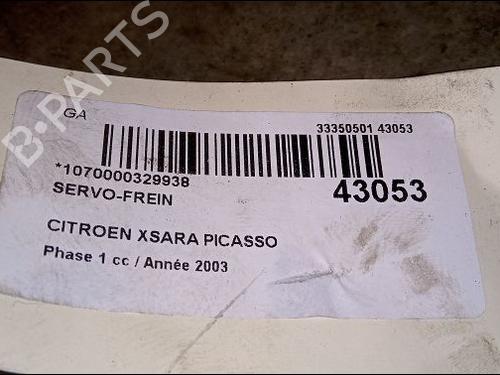 GA
33350501 43053
*1070000329938
SERVO-FREIN
43053
CITROEN XSARA PICASSO
Phase 1 cc / Année 2003
B-PARTS